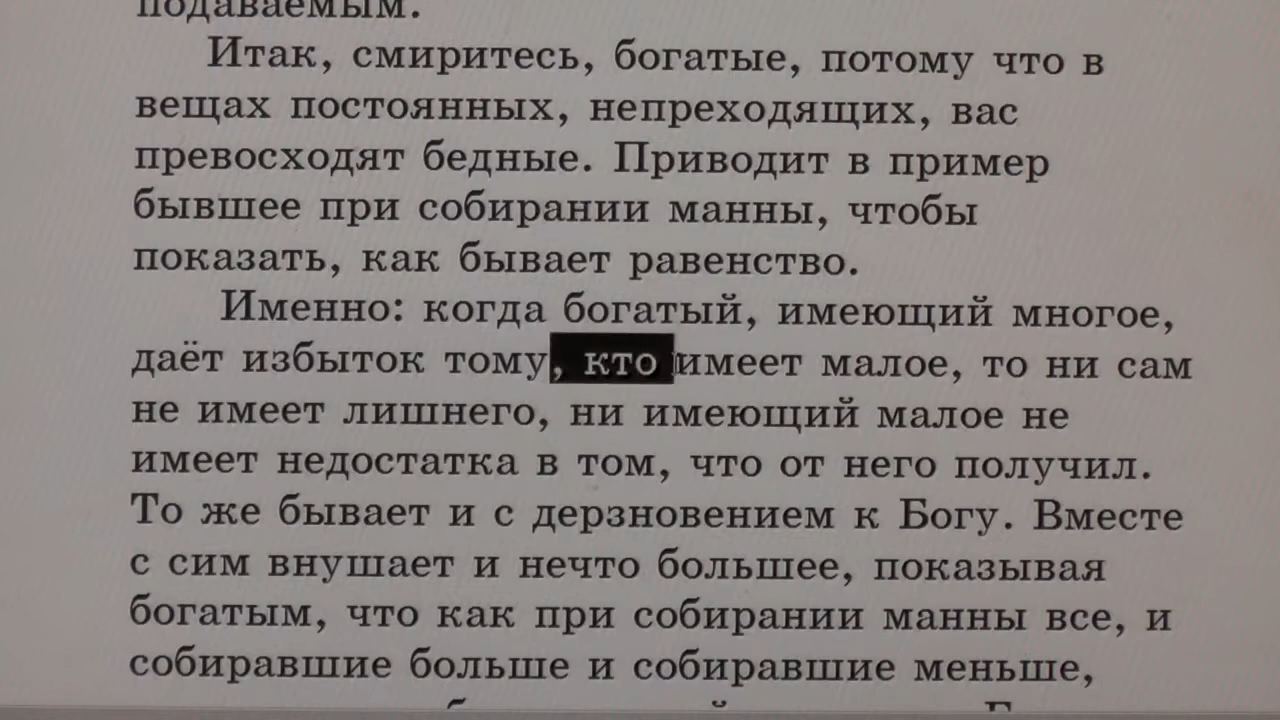 подаваемым.
Итак, смиритесь, богатые, потому что в
вещах постоянных, непреходящих, вас
превосходят бедные. Приводит в пример
бывшее при собирании манны, чтобы
показать, как бывает равенство.
Именно: когда богатый, имеющий многое,
даёт избыток тому, кто имеет малое, то ни сам
не имеет лишнего, ни имеющий малое не
имеет недостатка в том, что от него получил.
То же бывает и с дерзновением к Богу. Вместе
с сим внушает и нечто большее, показывая
богатым, что как при собирании манны все, и
собиравшие больше и собиравшие меньше,